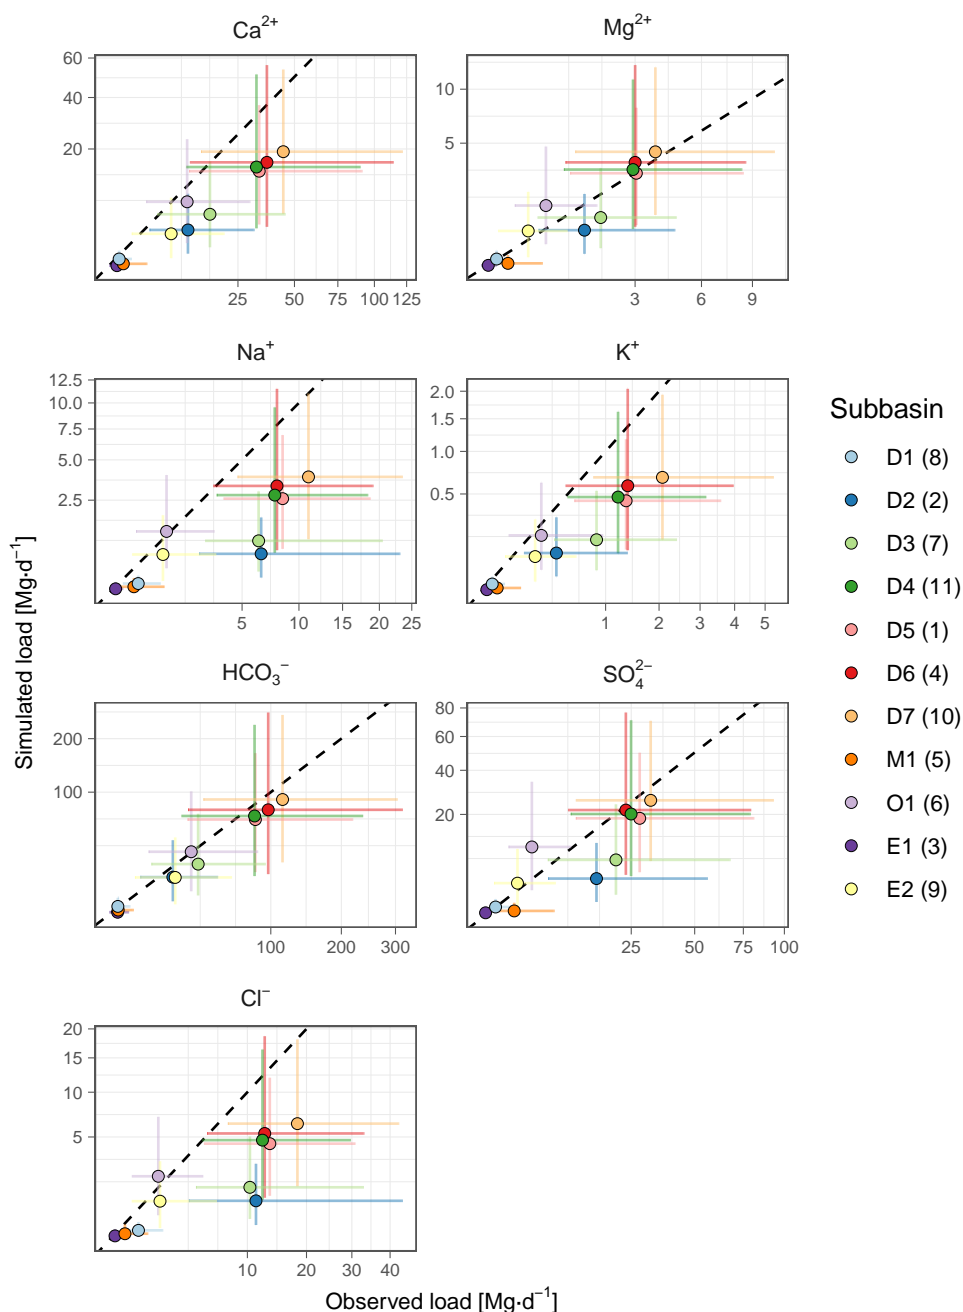 Ca²⁺
Mg²⁺
60
40
20
25 50 75 100 125
10
5
3 6 9
Na⁺
K⁺
12.5
10.0
7.5
5.0
2.5
5 10 15 20 25
2.0
1.5
1.0
0.5
1 2 3 4 5
HCO₃⁻
SO₄²⁻
200
100
100 200 300
80
60
40
20
25 50 75 100
Cl⁻
20
15
10
5
10 20 30 40
Simulated load [Mg·d⁻¹]
Observed load [Mg·d⁻¹]
Subbasin
D1 (8)
D2 (2)
D3 (7)
D4 (11)
D5 (1)
D6 (4)
D7 (10)
M1 (5)
O1 (6)
E1 (3)
E2 (9)